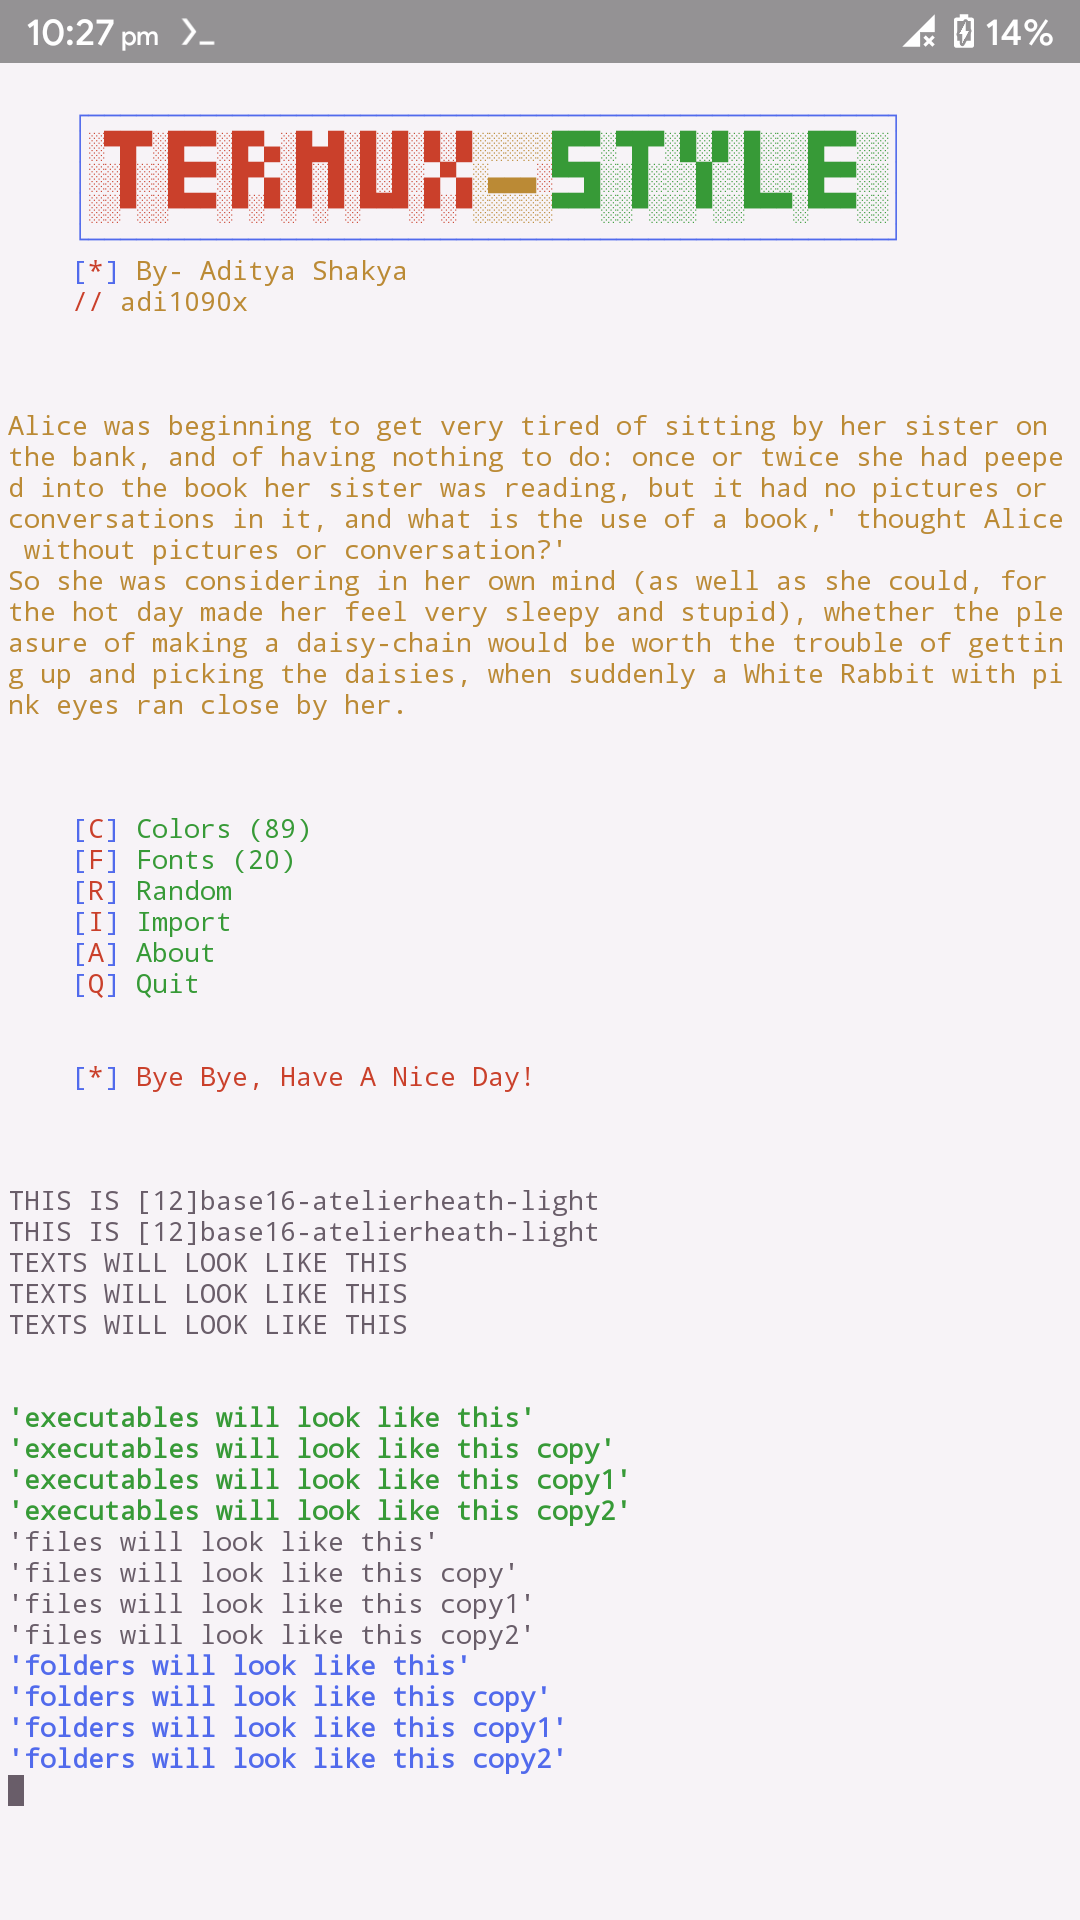 10:27 pm 14%
TERMUX-STYLE
[*] By- Aditya Shakya
// adi1090x
Alice was beginning to get very tired of sitting by her sister on
the bank, and of having nothing to do: once or twice she had peepe
d into the book her sister was reading, but it had no pictures or
conversations in it, and what is the use of a book,' thought Alice
without pictures or conversation?'
So she was considering in her own mind (as well as she could, for
the hot day made her feel very sleepy and stupid), whether the ple
asure of making a daisy-chain would be worth the trouble of gettin
g up and picking the daisies, when suddenly a White Rabbit with pi
nk eyes ran close by her.
[C] Colors (89)
[F] Fonts (20)
[R] Random
[I] Import
[A] About
[Q] Quit
[*] Bye Bye, Have A Nice Day!
THIS IS [12]base16-atelierheath-light
THIS IS [12]base16-atelierheath-light
TEXTS WILL LOOK LIKE THIS
TEXTS WILL LOOK LIKE THIS
TEXTS WILL LOOK LIKE THIS
'executables will look like this'
'executables will look like this copy'
'executables will look like this copy1'
'executables will look like this copy2'
'files will look like this'
'files will look like this copy'
'files will look like this copy1'
'files will look like this copy2'
'folders will look like this'
'folders will look like this copy'
'folders will look like this copy1'
'folders will look like this copy2'